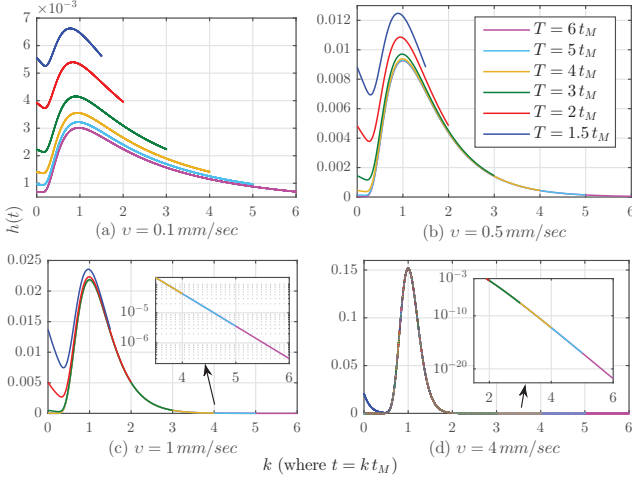 7 ×10⁻³
6
5
4
3
2
1
0 1 2 3 4 5 6
h(t)
(a) υ = 0.1 mm/sec
0.012
0.010
0.008
0.006
0.004
0.002
0
0 1 2 3 4 5 6
T = 6 t_M
T = 5 t_M
T = 4 t_M
T = 3 t_M
T = 2 t_M
T = 1.5 t_M
(b) υ = 0.5 mm/sec
0.025
0.02
0.015
0.01
0.005
0
0 1 2 3 4 5 6
10⁻⁵
10⁻⁶
4 5 6
(c) υ = 1 mm/sec
0.15
0.1
0.05
0
0 1 2 3 4 5 6
10⁻³
10⁻¹⁰
10⁻²⁰
2 4 6
(d) υ = 4 mm/sec
k (where t = k t_M)